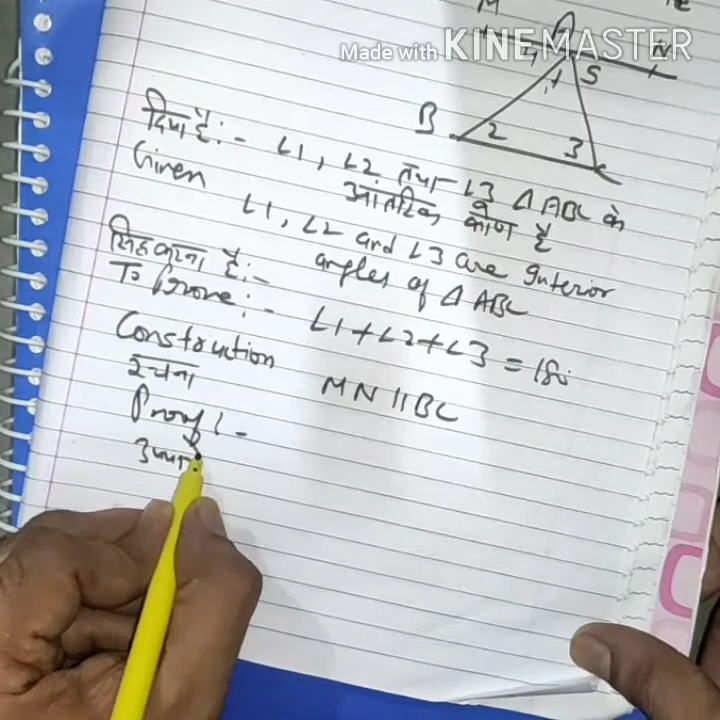 M
Made with KINEMASTER
N
1
5
B
2
3
C
दिया है:- ∠1, ∠2 तथा ∠3 △ABC के
आंतरिक कोण है
Given ∠1, ∠2 and ∠3 are interior
angles of △ABC
सिद्ध करना है:-
To Prove:- ∠1+∠2+∠3 = 180
Construction MN || BC
रचना
Proof:-